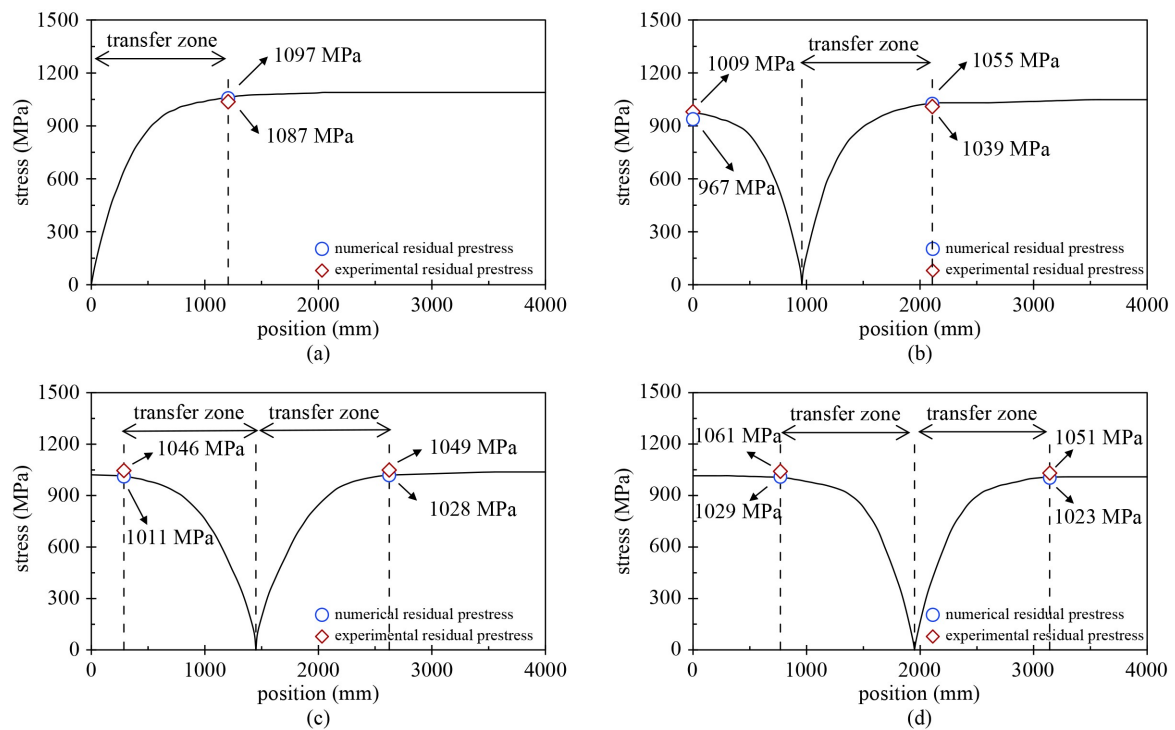 1500
transfer zone
1097 MPa
1200
1087 MPa
900
600
300
0
stress (MPa)
numerical residual prestress
experimental residual prestress
0 1000 2000 3000 4000
position (mm)
(a)
1500
transfer zone
1009 MPa
1055 MPa
1200
1039 MPa
900
967 MPa
600
300
0
stress (MPa)
numerical residual prestress
experimental residual prestress
0 1000 2000 3000 4000
position (mm)
(b)
1500
transfer zone transfer zone
1046 MPa
1049 MPa
1200
1028 MPa
900
1011 MPa
600
300
0
stress (MPa)
numerical residual prestress
experimental residual prestress
0 1000 2000 3000 4000
position (mm)
(c)
1500
transfer zone transfer zone
1061 MPa
1051 MPa
1200
1029 MPa
1023 MPa
900
600
300
0
stress (MPa)
numerical residual prestress
experimental residual prestress
0 1000 2000 3000 4000
position (mm)
(d)